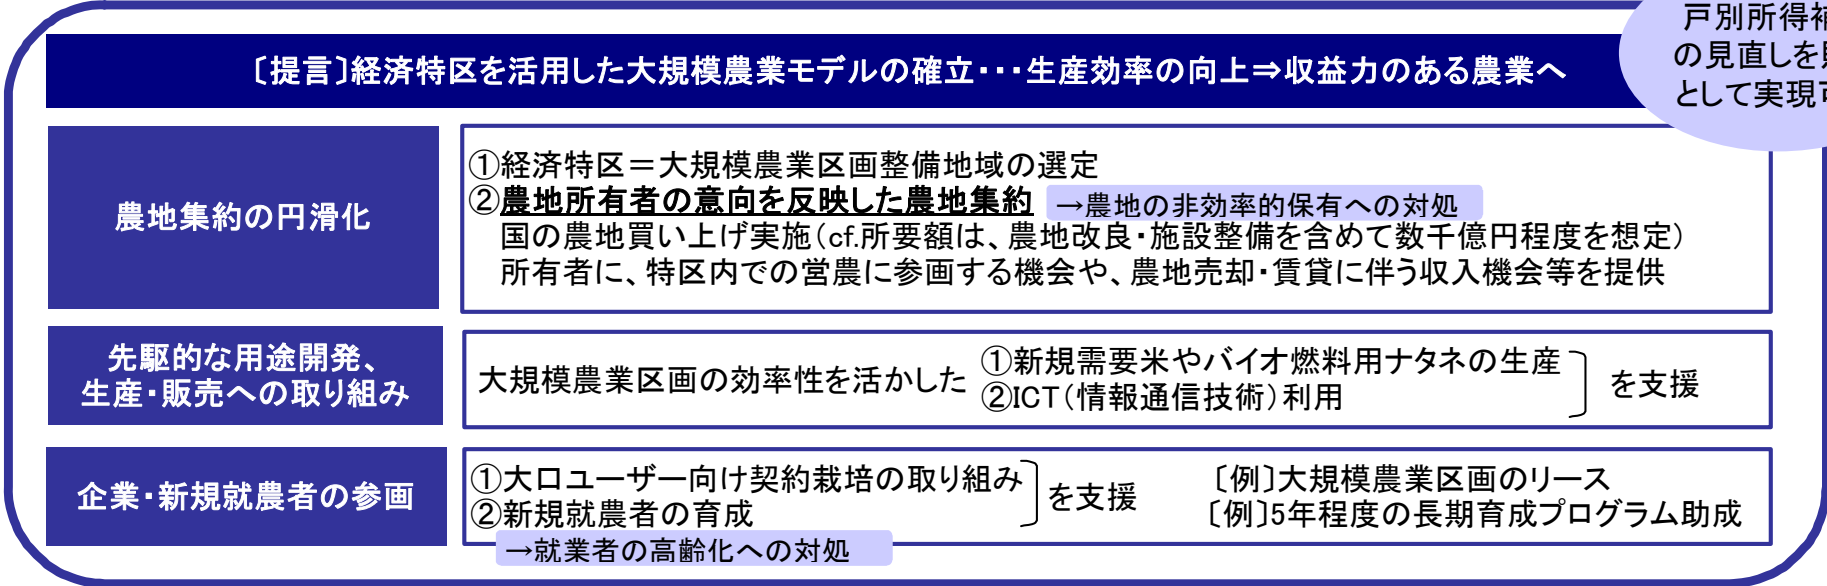 戸別所得補
の見直しを
として実現可
〔提言〕経済特区を活用した大規模農業モデルの確立・・・生産効率の向上⇒収益力のある農業へ
農地集約の円滑化
①経済特区＝大規模農業区画整備地域の選定
②農地所有者の意向を反映した農地集約 →農地の非効率的保有への対処
国の農地買い上げ実施（cf.所要額は、農地改良・施設整備を含めて数千億円程度を想定）
所有者に、特区内での営農に参画する機会や、農地売却・賃貸に伴う収入機会等を提供
先駆的な用途開発、
生産・販売への取り組み
大規模農業区画の効率性を活かした
①新規需要米やバイオ燃料用ナタネの生産
②ICT（情報通信技術）利用
を支援
企業・新規就農者の参画
①大口ユーザー向け契約栽培の取り組み
②新規就農者の育成
を支援
〔例〕大規模農業区画のリース
〔例〕5年程度の長期育成プログラム助成
→就業者の高齢化への対処